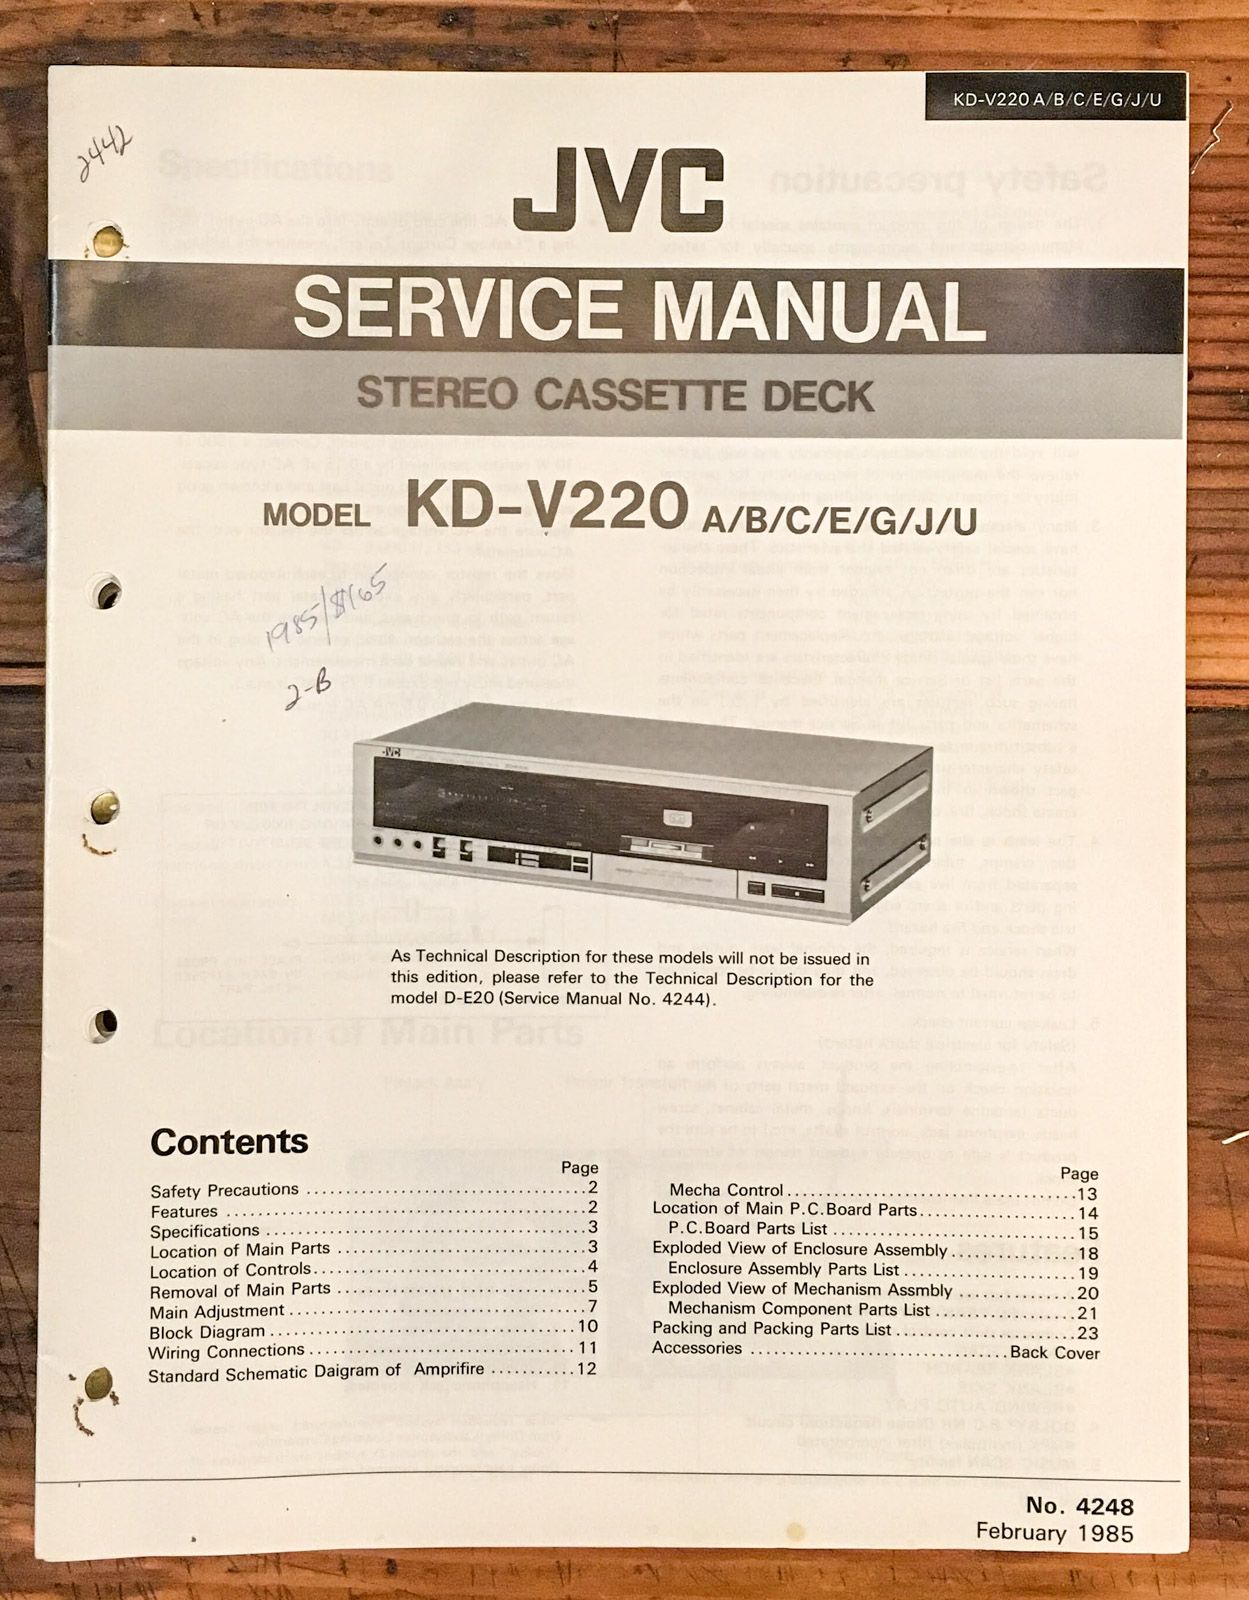 KD-V220 A/B/C/E/G/J/U
2442
JVC
SERVICE MANUAL
STEREO CASSETTE DECK
MODEL KD-V220 A/B/C/E/G/J/U
1985/$165
2-B
JVC
As Technical Description for these models will not be issued in
this edition, please refer to the Technical Description for the
model D-E20 (Service Manual No. 4244).
Contents
Page
Safety Precautions ..............................2
Features .......................................2
Specifications ..................................3
Location of Main Parts ..........................3
Location of Controls............................4
Removal of Main Parts ..........................5
Main Adjustment ...............................7
Block Diagram .................................10
Wiring Connections ............................11
Standard Schematic Daigram of Amprifire ...........12
Page
Mecha Control..................................13
Location of Main P.C.Board Parts..................14
P.C.Board Parts List .............................15
Exploded View of Enclosure Assembly..............18
Enclosure Assembly Parts List ....................19
Exploded View of Mechanism Assmbly .............20
Mechanism Component Parts List ................21
Packing and Packing Parts List ....................23
Accessories ..............................Back Cover
No. 4248
February 1985